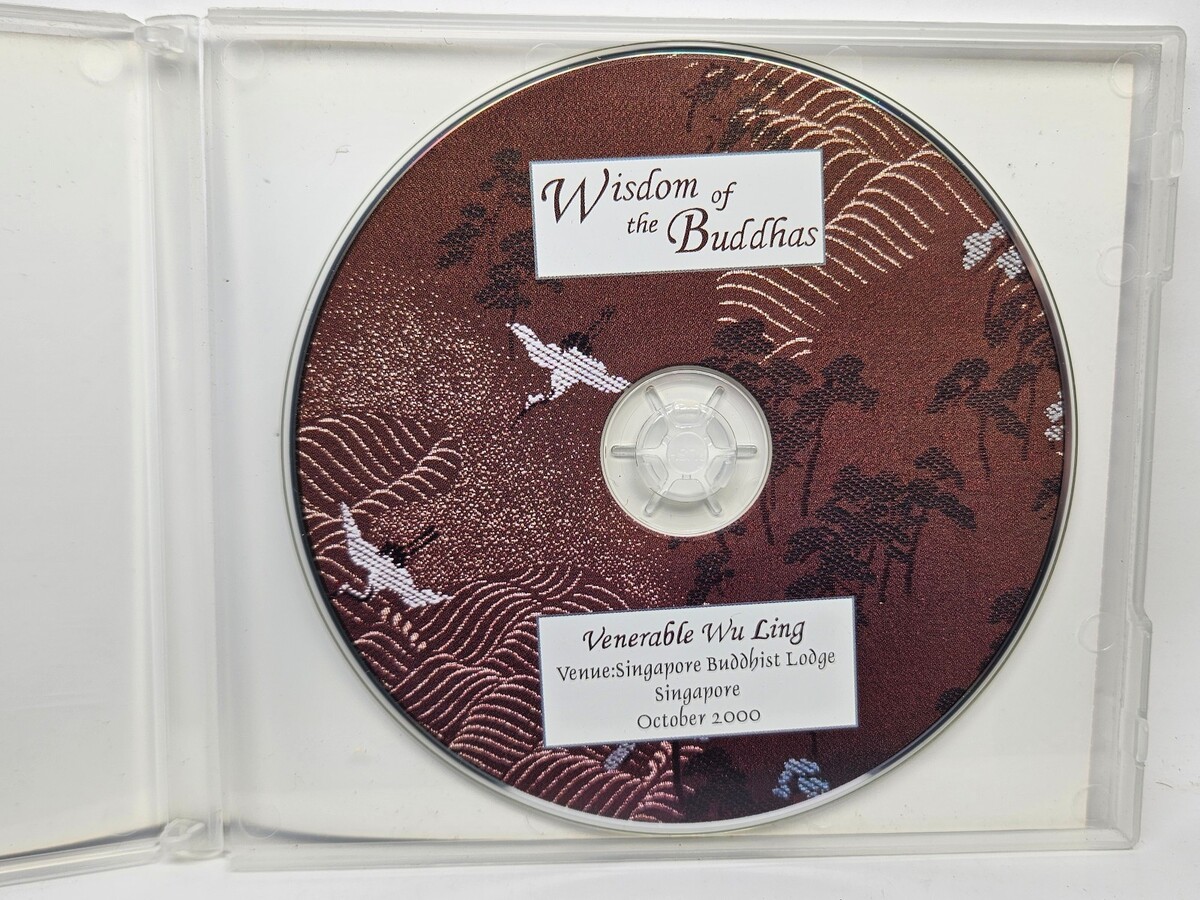 Wisdom of
the Buddhas
Venerable Wu Ling
Venue:Singapore Buddhist Lodge
Singapore
October 2000